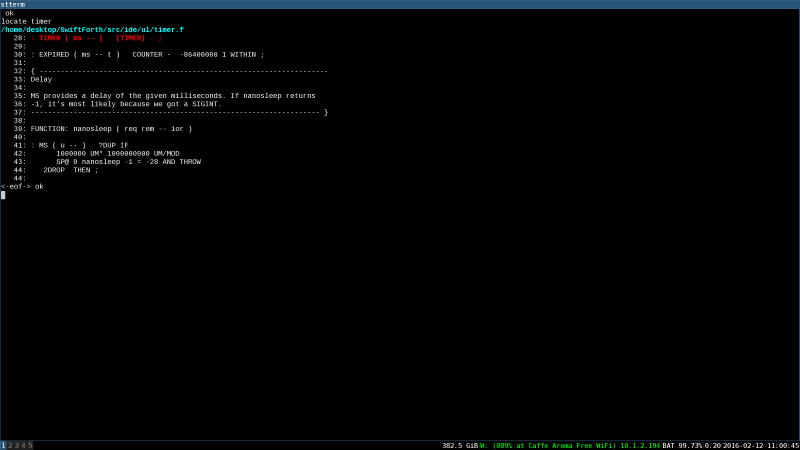 stterm
ok
locate timer
/home/desktop/SwiftForth/src/ide/ul/timer.f
28: : TIMER ( ms -- )   (TIMER) . ;
29:
30: : EXPIRED ( ms -- t )   COUNTER -  -86400000 1 WITHIN ;
31:
32: { --------------------------------------------------------------------
33: Delay
34:
35: MS provides a delay of the given milliseconds. If nanosleep returns
36: -1, it's most likely because we got a SIGINT.
37: -------------------------------------------------------------------- }
38:
39: FUNCTION: nanosleep ( req rem -- ior )
40:
41: : MS ( u -- )   ?DUP IF
42:       1000000 UM* 1000000000 UM/MOD
43:       SP@ 0 nanosleep -1 = -28 AND THROW
44:    2DROP  THEN ;
44:
<-eof-> ok
1 2 3 4 5 382.5 GiB W: (089% at Caffe Aroma Free WiFi) 10.1.2.194 BAT 99.73% 0.20 2016-02-12 11:00:45